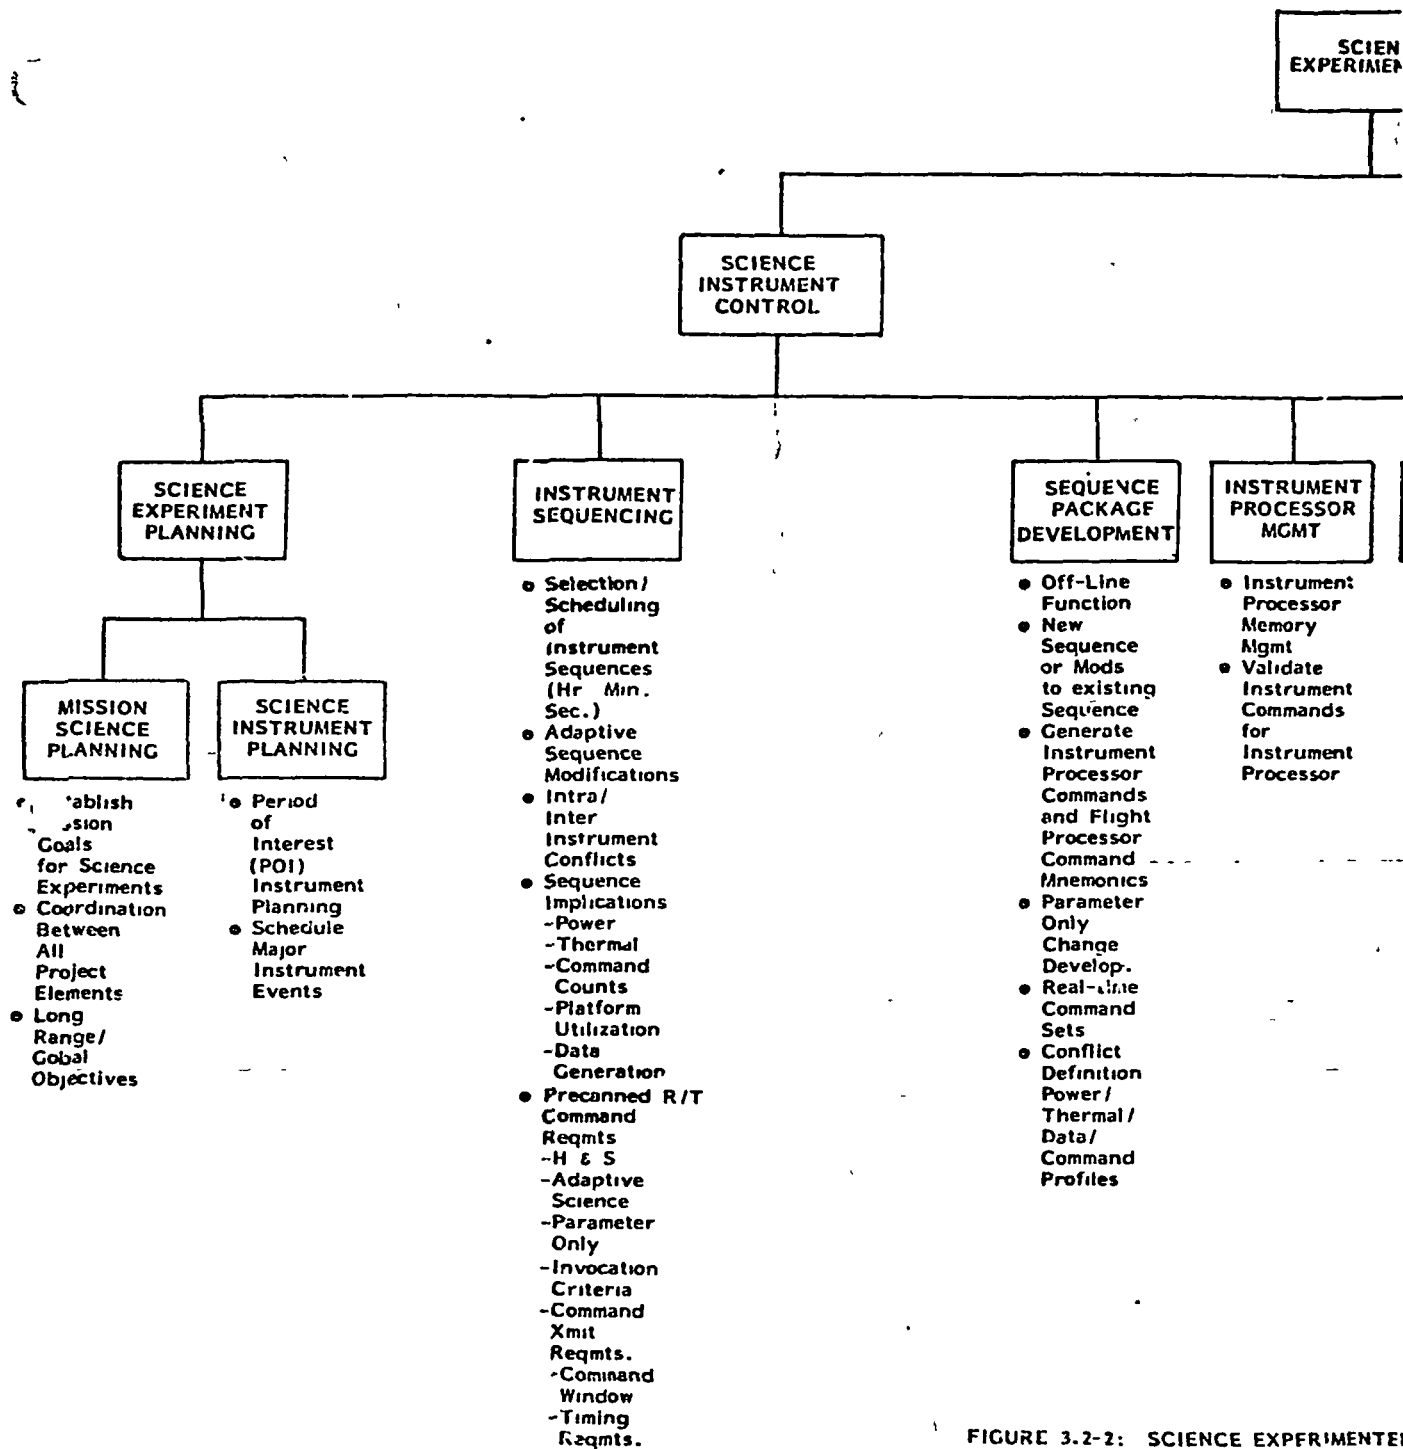 SCIEN
EXPERIMEN
SCIENCE
INSTRUMENT
CONTROL
SCIENCE
EXPERIMENT
PLANNING
INSTRUMENT
SEQUENCING
SEQUENCE
PACKAGE
DEVELOPMENT
INSTRUMENT
PROCESSOR
MGMT
MISSION
SCIENCE
PLANNING
SCIENCE
INSTRUMENT
PLANNING
Goals
for Science
Experiments
● Coordination
Between
All
Project
Elements
● Long
Range/
Gobal
Objectives
● Period
of
Interest
(POI)
Instrument
Planning
● Schedule
Major
Instrument
Events
● Selection/
Scheduling
of
Instrument
Sequences
(Hr Min.
Sec.)
● Adaptive
Sequence
Modifications
● Intra/
Inter
Instrument
Conflicts
● Sequence
Implications
-Power
-Thermal
-Command
Counts
-Platform
Utilization
-Data
Generation
● Precanned R/T
Command
Reqmts
-H & S
-Adaptive
Science
-Parameter
Only
-Invocation
Criteria
-Command
Xmit
Reqmts.
-Command
Window
-Timing
Reqmts.
● Off-Line
Function
● New
Sequence
or Mods
to existing
Sequence
● Generate
Instrument
Processor
Commands
and Flight
Processor
Command
Mnemonics
● Parameter
Only
Change
Develop.
● Real-time
Command
Sets
● Conflict
Definition
Power/
Thermal/
Data/
Command
Profiles
● Instrument
Processor
Memory
Mgmt
● Validate
Instrument
Commands
for
Instrument
Processor
FIGURE 3.2-2: SCIENCE EXPERIMENTER